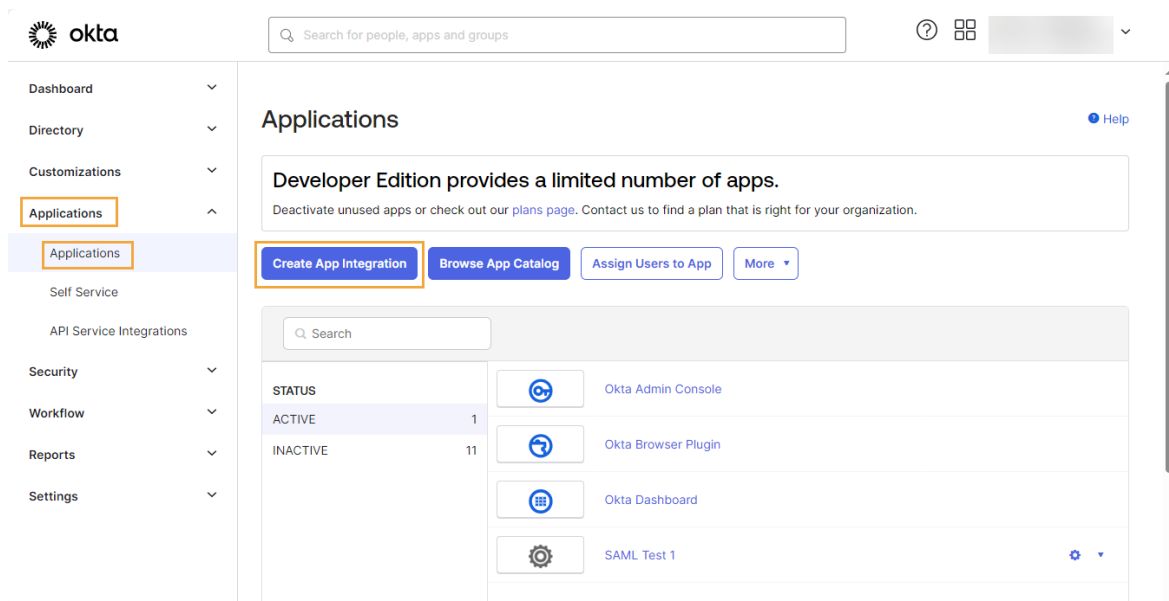 okta
Search for people, apps and groups
Dashboard
Directory
Customizations
Applications
Applications
Self Service
API Service Integrations
Security
Workflow
Reports
Settings
Applications
Help
Developer Edition provides a limited number of apps.
Deactivate unused apps or check out our plans page. Contact us to find a plan that is right for your organization.
Create App Integration
Browse App Catalog
Assign Users to App
More
Search
STATUS
ACTIVE 1
INACTIVE 11
Okta Admin Console
Okta Browser Plugin
Okta Dashboard
SAML Test 1